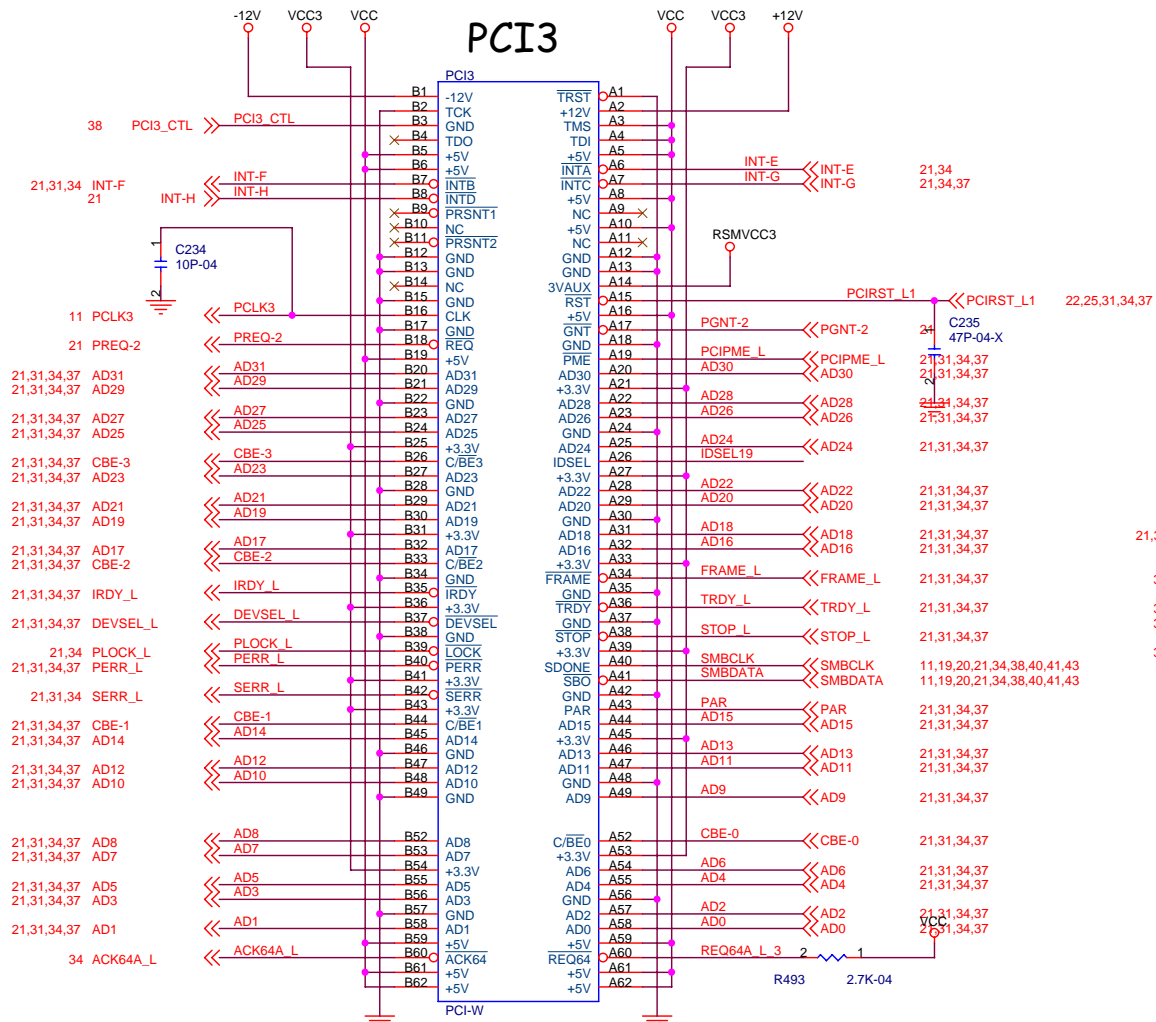 -12V VCC3 VCC VCC VCC3 +12V
PCI3
PCI3
B1 -12V TRST A1
B2 TCK +12V A2
38 PCI3_CTL PCI3_CTL B3 GND TMS A3
B4 TDO TDI A4
B5 +5V +5V A5
B6 +5V INTA A6 INT-E INT-E 21,34
21,31,34 INT-F INT-F B7 INTB INTC A7 INT-G INT-G 21,34,37
21 INT-H INT-H B8 INTD +5V A8
B9 PRSNT1 NC A9
B10 NC +5V A10
B11 PRSNT2 NC A11 RSMVCC3
1 C234 B12 GND GND A12
10P-04 B13 GND GND A13
2 B14 NC 3VAUX A14
B15 GND RST A15 PCIRST_L1 PCIRST_L1 22,25,31,34,37
11 PCLK3 PCLK3 B16 CLK +5V A16
B17 GND GNT A17 PGNT-2 PGNT-2 21 1 C235
21 PREQ-2 PREQ-2 B18 REQ GND A18 47P-04-X
B19 +5V PME A19 PCIPME_L PCIPME_L 21,31,34,37
21,31,34,37 AD31 AD31 B20 AD31 AD30 A20 AD30 AD30 21,31,34,37
21,31,34,37 AD29 AD29 B21 AD29 +3.3V A21 2
B22 GND AD28 A22 AD28 AD28 21,31,34,37
21,31,34,37 AD27 AD27 B23 AD27 AD26 A23 AD26 AD26 21,31,34,37
21,31,34,37 AD25 AD25 B24 AD25 GND A24
B25 +3.3V AD24 A25 AD24 AD24 21,31,34,37
21,31,34,37 CBE-3 CBE-3 B26 C/BE3 IDSEL A26 IDSEL19
21,31,34,37 AD23 AD23 B27 AD23 +3.3V A27
B28 GND AD22 A28 AD22 AD22 21,31,34,37
21,31,34,37 AD21 AD21 B29 AD21 AD20 A29 AD20 AD20 21,31,34,37
21,31,34,37 AD19 AD19 B30 AD19 GND A30
B31 +3.3V AD18 A31 AD18 AD18 21,31,34,37
21,31,34,37 AD17 AD17 B32 AD17 AD16 A32 AD16 AD16 21,31,34,37
21,31,34,37 CBE-2 CBE-2 B33 C/BE2 +3.3V A33
B34 GND FRAME A34 FRAME_L FRAME_L 21,31,34,37
21,31,34,37 IRDY_L IRDY_L B35 IRDY GND A35
B36 +3.3V TRDY A36 TRDY_L TRDY_L 21,31,34,37
21,31,34,37 DEVSEL_L DEVSEL_L B37 DEVSEL GND A37
B38 GND STOP A38 STOP_L STOP_L 21,31,34,37
21,34 PLOCK_L PLOCK_L B39 LOCK +3.3V A39
21,31,34,37 PERR_L PERR_L B40 PERR SDONE A40 SMBCLK SMBCLK 11,19,20,21,34,38,40,41,43
B41 +3.3V SBO A41 SMBDATA SMBDATA 11,19,20,21,34,38,40,41,43
21,31,34 SERR_L SERR_L B42 SERR GND A42
B43 +3.3V PAR A43 PAR PAR 21,31,34,37
21,31,34,37 CBE-1 CBE-1 B44 C/BE1 AD15 A44 AD15 AD15 21,31,34,37
21,31,34,37 AD14 AD14 B45 AD14 +3.3V A45
B46 GND AD13 A46 AD13 AD13 21,31,34,37
21,31,34,37 AD12 AD12 B47 AD12 AD11 A47 AD11 AD11 21,31,34,37
21,31,34,37 AD10 AD10 B48 AD10 GND A48
B49 GND AD9 A49 AD9 AD9 21,31,34,37
21,31,34,37 AD8 AD8 B52 AD8 C/BE0 A52 CBE-0 CBE-0 21,31,34,37
21,31,34,37 AD7 AD7 B53 AD7 +3.3V A53
B54 +3.3V AD6 A54 AD6 AD6 21,31,34,37
21,31,34,37 AD5 AD5 B55 AD5 AD4 A55 AD4 AD4 21,31,34,37
21,31,34,37 AD3 AD3 B56 AD3 GND A56
B57 GND AD2 A57 AD2 AD2 21,31,34,37
21,31,34,37 AD1 AD1 B58 AD1 AD0 A58 AD0 AD0 21,31,34,37 VCC
B59 +5V +5V A59
34 ACK64A_L ACK64A_L B60 ACK64 REQ64 A60 REQ64A_L_3 2 1
B61 +5V +5V A61 R493 2.7K-04
B62 +5V +5V A62
PCI-W